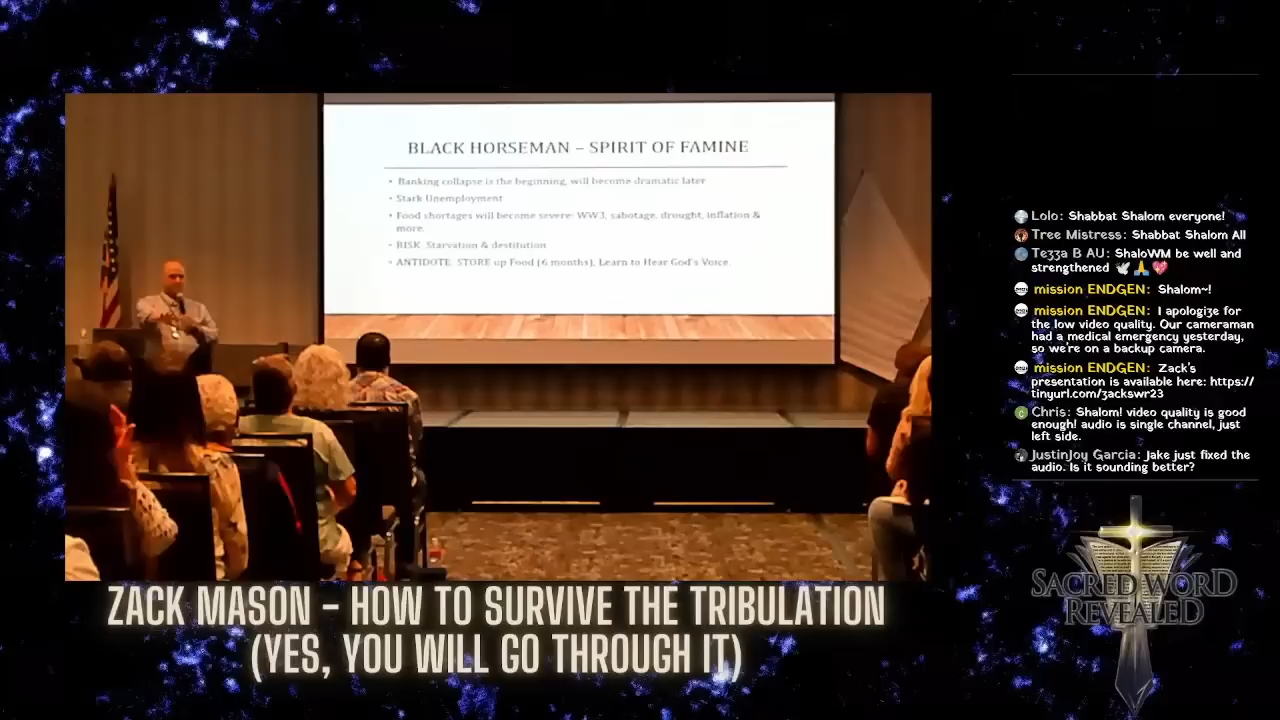 BLACK HORSEMAN – SPIRIT OF FAMINE
• Banking collapse is the beginning, will become dramatic later
• Stark Unemployment
• Food shortages will become severe: WW3, sabotage, drought, inflation &
more.
• RISK Starvation & destitution
• ANTIDOTE STORE up Food (6 months), Learn to Hear God's Voice.
ZACK MASON – HOW TO SURVIVE THE TRIBULATION
(YES, YOU WILL GO THROUGH IT)
Lolo: Shabbat Shalom everyone!
Tree Mistress: Shabbat Shalom All
Tezza B AU: ShaloWM be well and
strengthened 🕊️🙏💖
mission ENDGEN: Shalom~!
mission ENDGEN: I apologize for
the low video quality. Our cameraman
had a medical emergency yesterday,
so we're on a backup camera.
mission ENDGEN: Zack's
presentation is available here: https://
tinyurl.com/zackswr23
Chris: Shalom! video quality is good
enough! audio is single channel, just
left side.
JustinJoy Garcia: Jake just fixed the
audio. Is it sounding better?
SACRED WORD
REVEALED